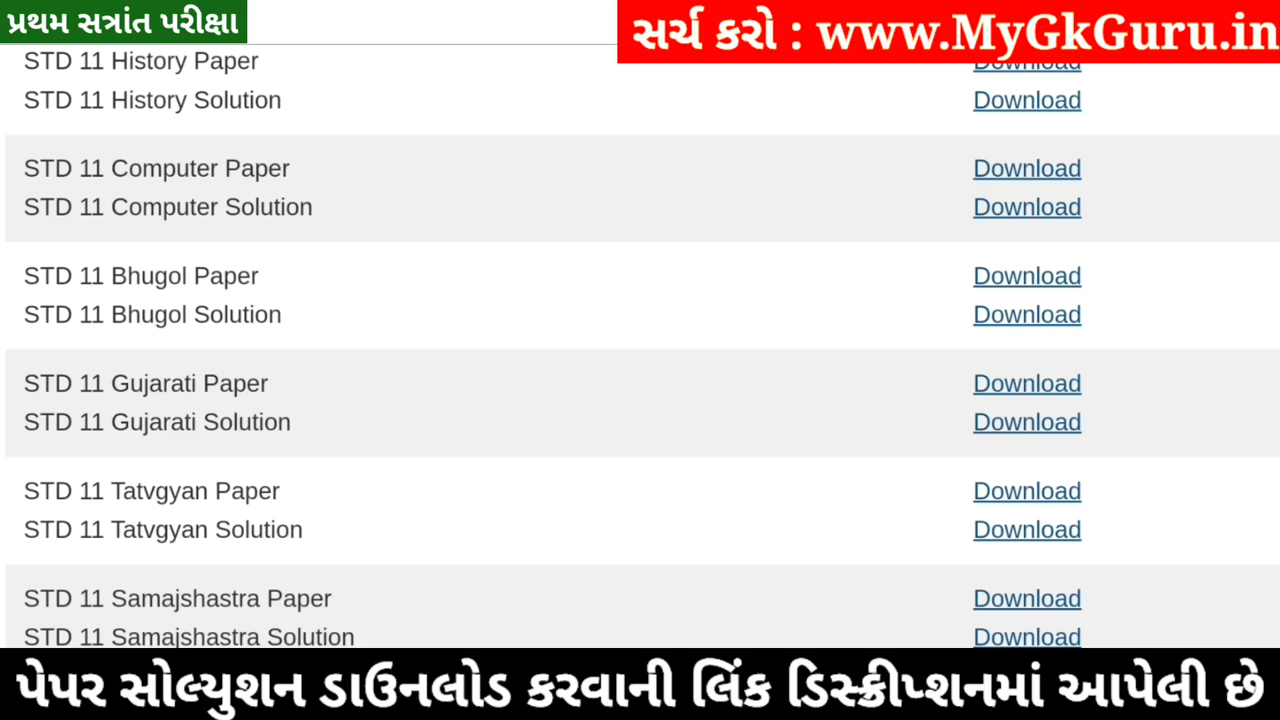 પ્રથમ સત્રાંત પરીક્ષા
સર્ચ કરો : www.MyGkGuru.in
STD 11 History Paper Download
STD 11 History Solution Download
STD 11 Computer Paper Download
STD 11 Computer Solution Download
STD 11 Bhugol Paper Download
STD 11 Bhugol Solution Download
STD 11 Gujarati Paper Download
STD 11 Gujarati Solution Download
STD 11 Tatvgyan Paper Download
STD 11 Tatvgyan Solution Download
STD 11 Samajshastra Paper Download
STD 11 Samajshastra Solution Download
પેપર સોલ્યુશન ડાઉનલોડ કરવાની લિંક ડિસ્ક્રીપ્શનમાં આપેલી છે